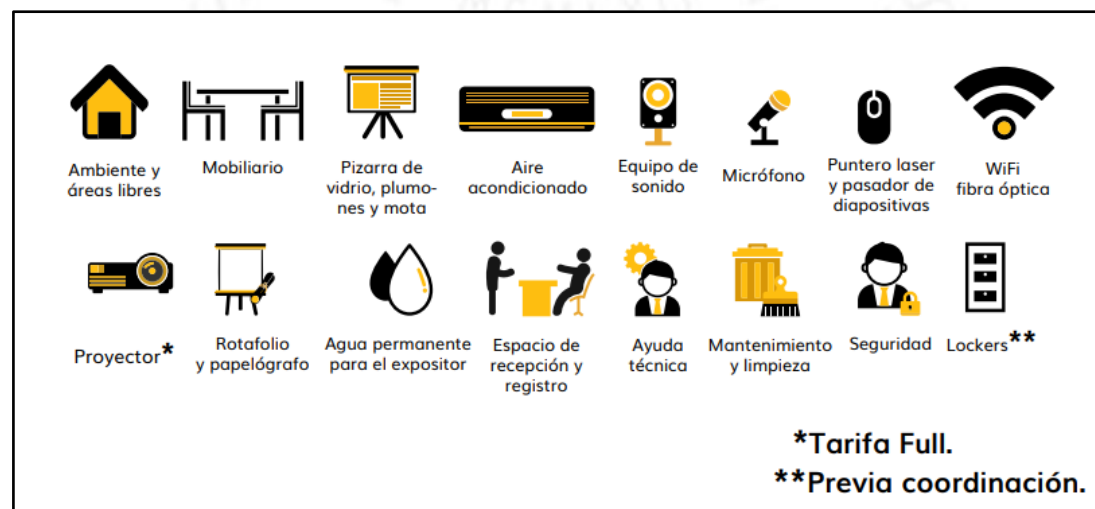 Ambiente y
áreas libres
Mobiliario
Pizarra de
vidrio, plumo-
nes y mota
Aire
acondicionado
Equipo de
sonido
Micrófono
Puntero laser
y pasador de
diapositivas
WiFi
fibra óptica
Proyector*
Rotafolio
y papelógrafo
Agua permanente
para el expositor
Espacio de
recepción y
registro
Ayuda
técnica
Mantenimiento
y limpieza
Seguridad
Lockers**
*Tarifa Full.
**Previa coordinación.